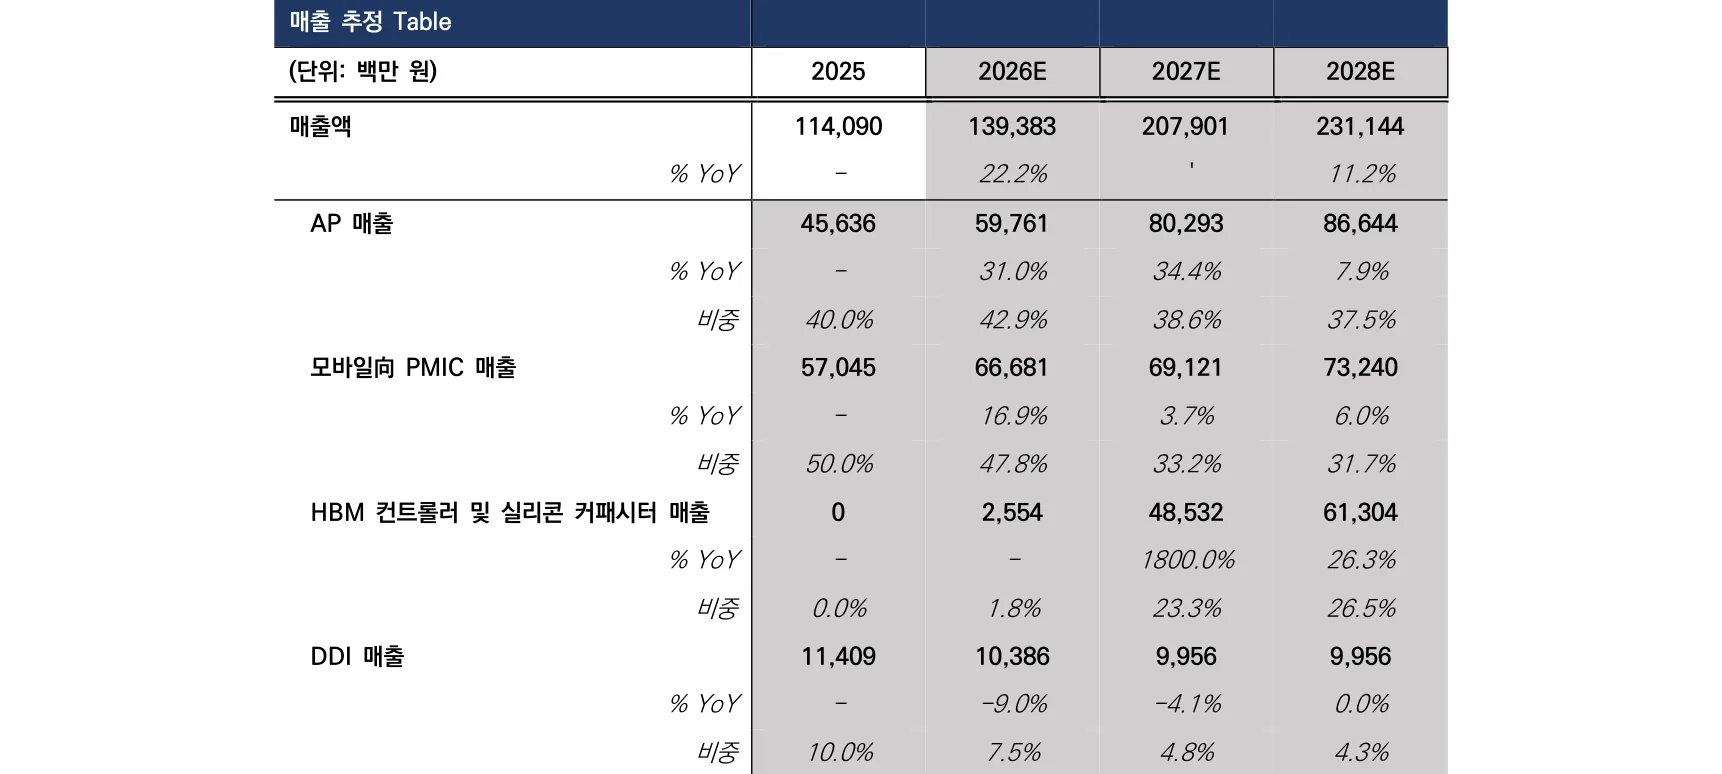 매출 추정 Table
(단위: 백만 원) 2025 2026E 2027E 2028E
매출액 114,090 139,383 207,901 231,144
% YoY - 22.2% ' 11.2%
AP 매출 45,636 59,761 80,293 86,644
% YoY - 31.0% 34.4% 7.9%
비중 40.0% 42.9% 38.6% 37.5%
모바일向 PMIC 매출 57,045 66,681 69,121 73,240
% YoY - 16.9% 3.7% 6.0%
비중 50.0% 47.8% 33.2% 31.7%
HBM 컨트롤러 및 실리콘 커패시터 매출 0 2,554 48,532 61,304
% YoY - - 1800.0% 26.3%
비중 0.0% 1.8% 23.3% 26.5%
DDI 매출 11,409 10,386 9,956 9,956
% YoY - -9.0% -4.1% 0.0%
비중 10.0% 7.5% 4.8% 4.3%